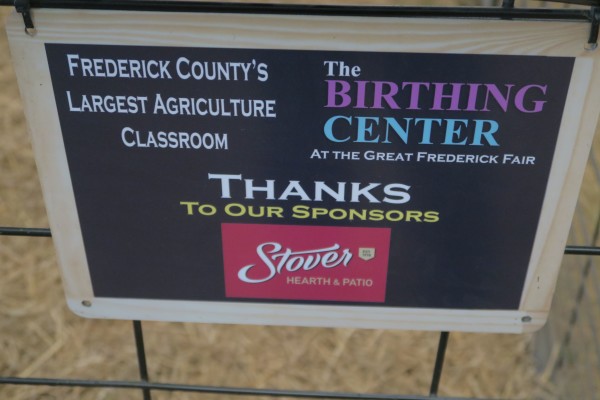 FREDERICK COUNTY'S
LARGEST AGRICULTURE
CLASSROOM
The
BIRTHING
CENTER
AT THE GREAT FREDERICK FAIR
THANKS
TO OUR SPONSORS
Stover
HEARTH & PATIO